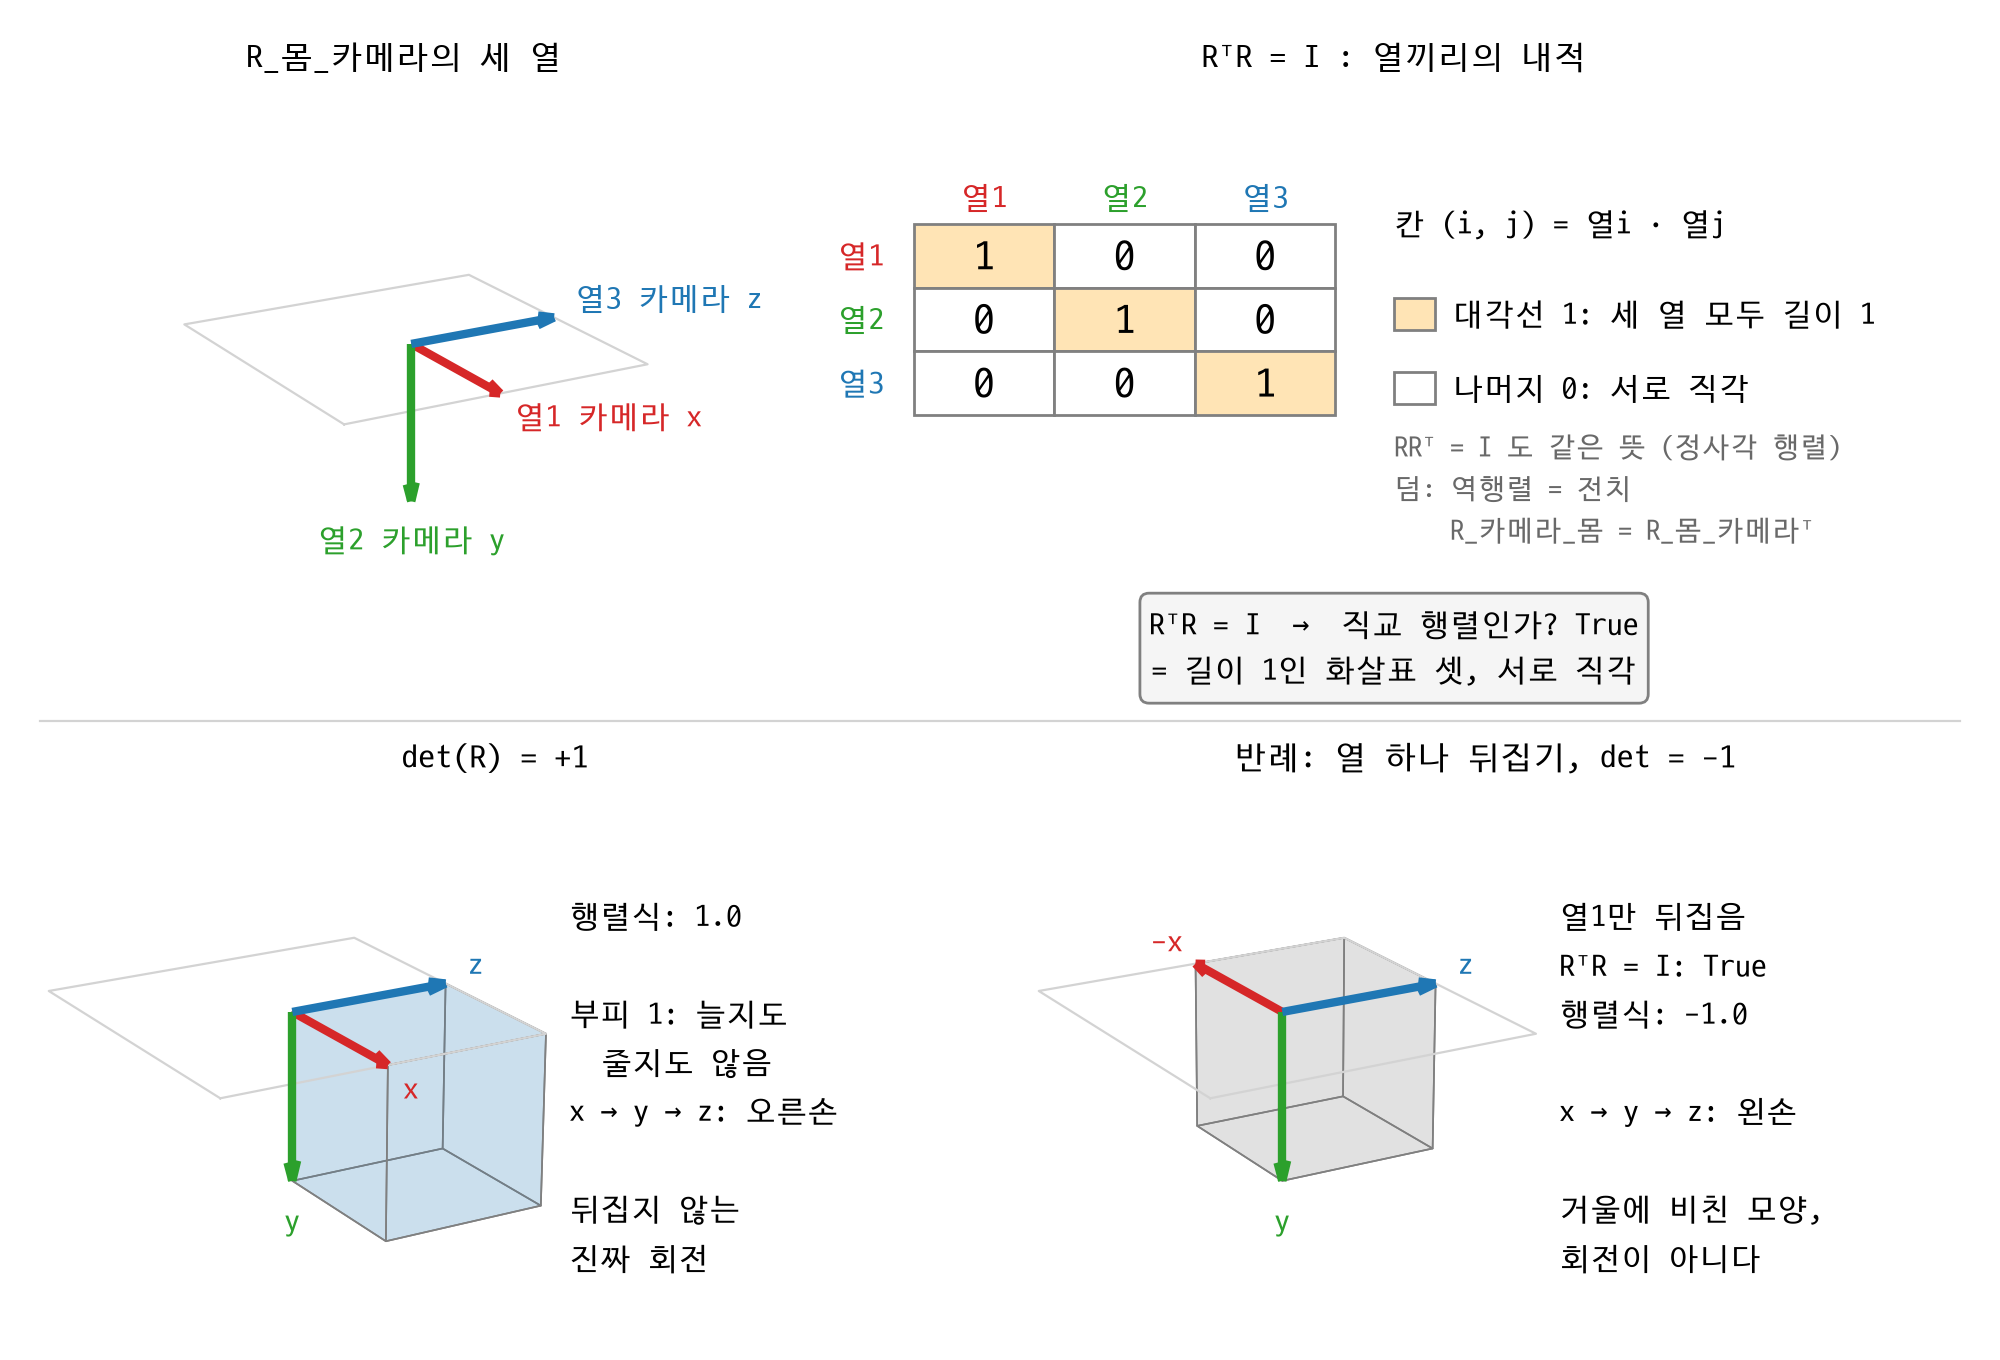 R_몸_카메라의 세 열
열3 카메라 z
열1 카메라 x
열2 카메라 y
RᵀR = I : 열끼리의 내적
열1 열2 열3
열1 1 0 0
열2 0 1 0
열3 0 0 1
칸 (i, j) = 열i · 열j
대각선 1: 세 열 모두 길이 1
나머지 0: 서로 직각
RRᵀ = I 도 같은 뜻 (정사각 행렬)
덤: 역행렬 = 전치
R_카메라_몸 = R_몸_카메라ᵀ
RᵀR = I → 직교 행렬인가? True
= 길이 1인 화살표 셋, 서로 직각
det(R) = +1
z
x
y
행렬식: 1.0
부피 1: 늘지도
줄지도 않음
x → y → z: 오른손
뒤집지 않는
진짜 회전
반례: 열 하나 뒤집기, det = −1
−x
z
y
열1만 뒤집음
RᵀR = I: True
행렬식: -1.0
x → y → z: 왼손
거울에 비친 모양,
회전이 아니다